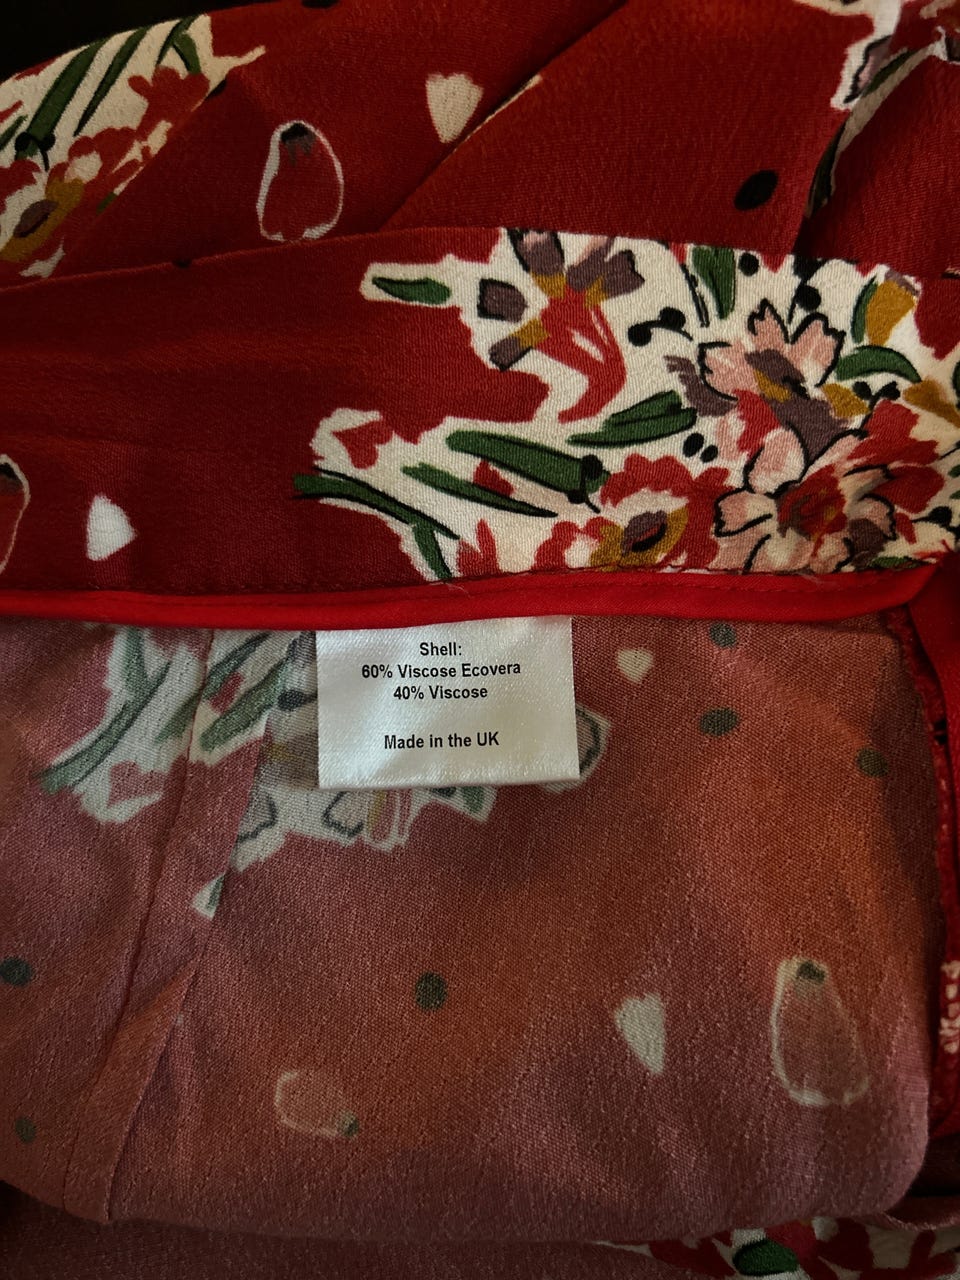 Shell:
60% Viscose Ecovera
40% Viscose
Made in the UK